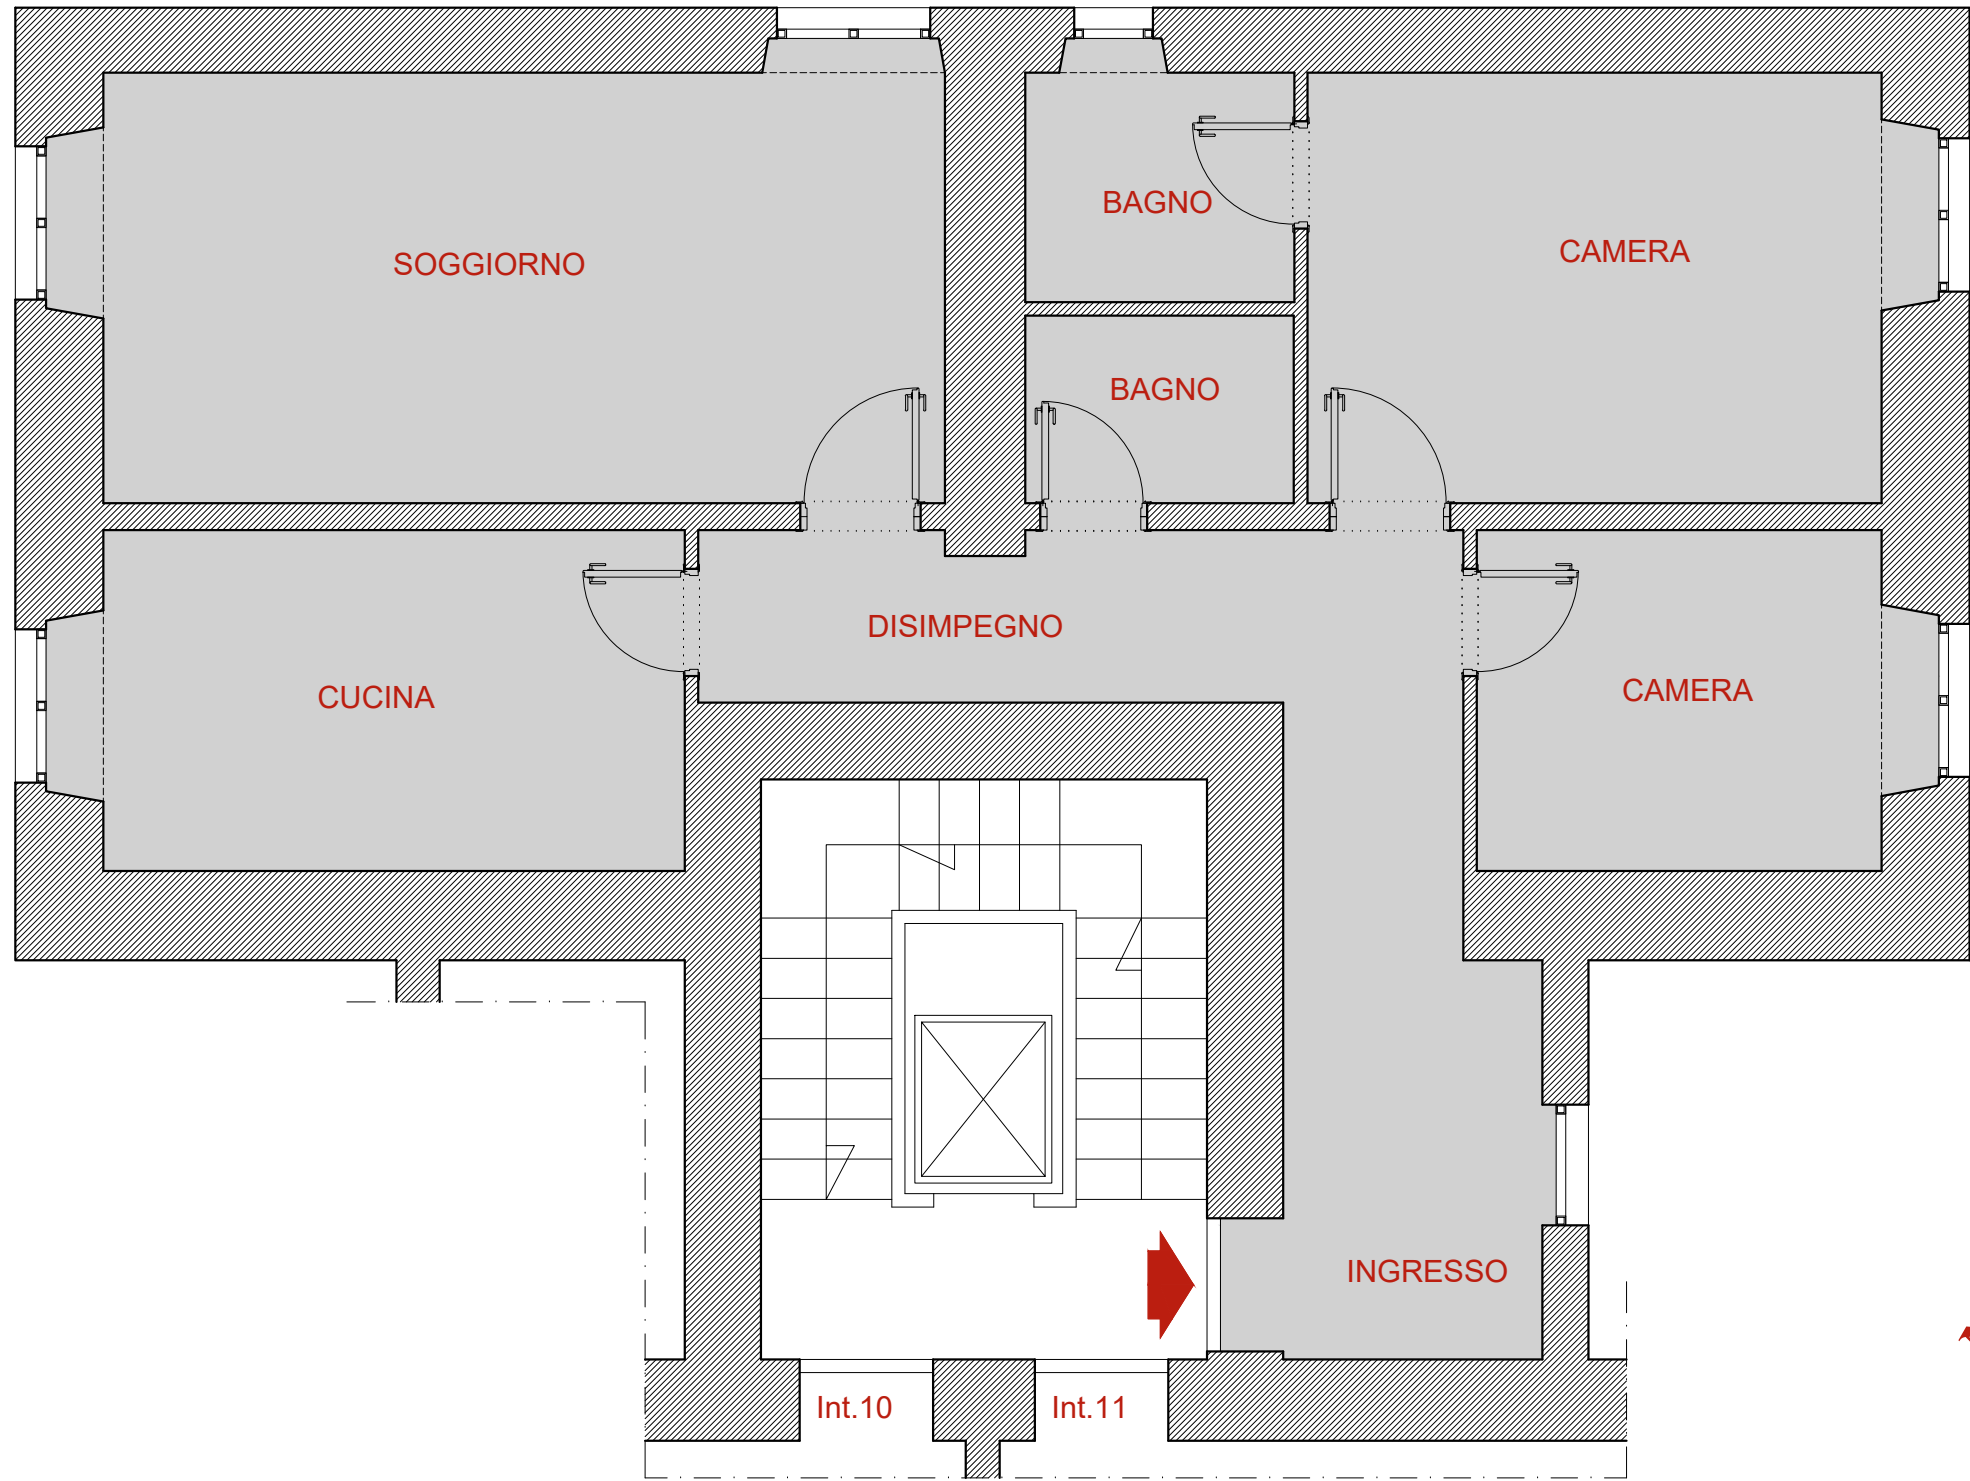 BAGNO
SOGGIORNO
CAMERA
BAGNO
DISIMPEGNO
CUCINA
CAMERA
INGRESSO
Int.10
Int.11